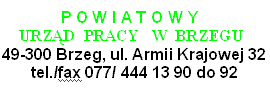 P O W I A T O W Y
URZĄD PRACY W BRZEGU
49-300 Brzeg, ul. Armii Krajowej 32
tel./fax 077/ 444 13 90 do 92